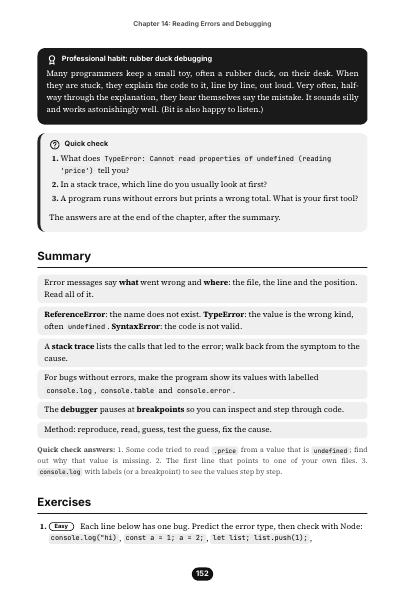 Chapter 14: Reading Errors and Debugging
Professional habit: rubber duck debugging
Many programmers keep a small toy, often a rubber duck, on their desk. When
they are stuck, they explain the code to it, line by line, out loud. Very often, half-
way through the explanation, they hear themselves say the mistake. It sounds silly
and works astonishingly well. (Bit is also happy to listen.)
Quick check
1. What does TypeError: Cannot read properties of undefined (reading
'price') tell you?
2. In a stack trace, which line do you usually look at first?
3. A program runs without errors but prints a wrong total. What is your first tool?
The answers are at the end of the chapter, after the summary.
Summary
Error messages say what went wrong and where: the file, the line and the position.
Read all of it.
ReferenceError: the name does not exist. TypeError: the value is the wrong kind,
often undefined. SyntaxError: the code is not valid.
A stack trace lists the calls that led to the error; walk back from the symptom to the
cause.
For bugs without errors, make the program show its values with labelled
console.log, console.table and console.error.
The debugger pauses at breakpoints so you can inspect and step through code.
Method: reproduce, read, guess, test the guess, fix the cause.
Quick check answers: 1. Some code tried to read .price from a value that is undefined; find
out why that value is missing. 2. The first line that points to one of your own files. 3.
console.log with labels (or a breakpoint) to see the values step by step.
Exercises
1. Easy Each line below has one bug. Predict the error type, then check with Node:
console.log("hi), const a = 1; a = 2;, let list; list.push(1);,
152